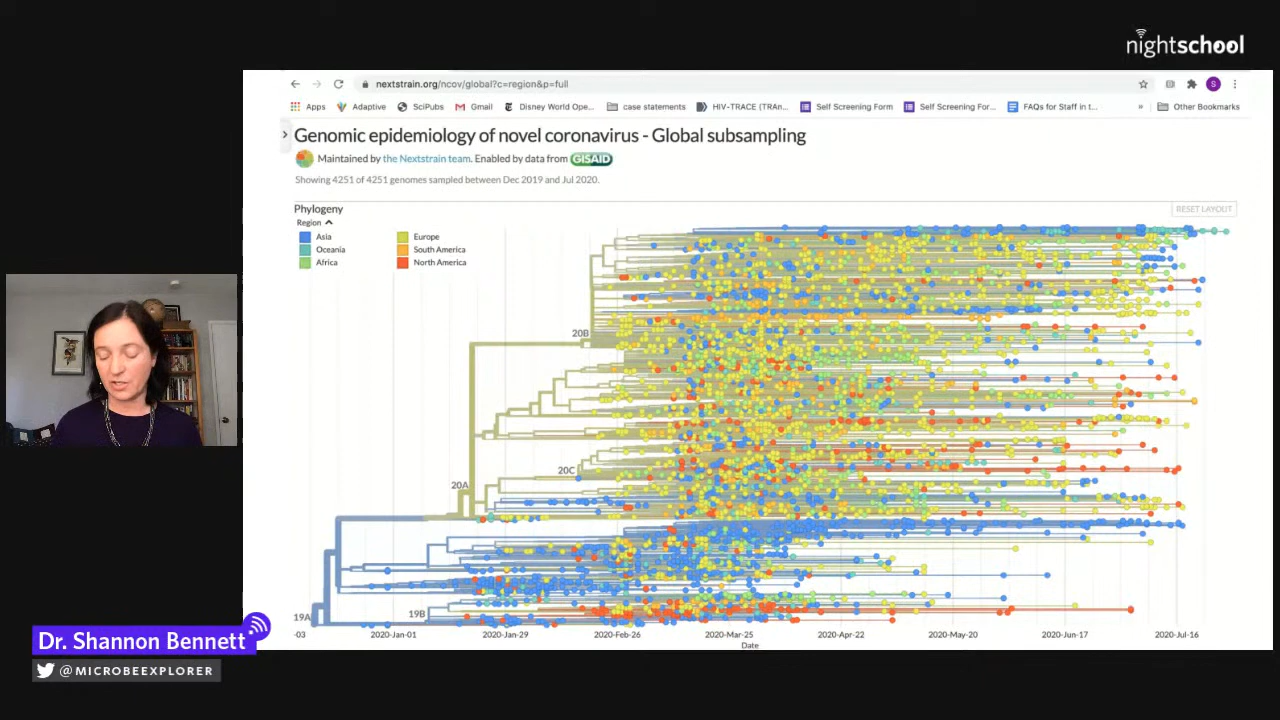 nightschool
nextstrain.org/ncov/global?c=region&p=full
Apps Adaptive SciPubs Gmail Disney World Ope... case statements HIV-TRACE (TRAn... Self Screening Form Self Screening For... FAQs for Staff in t... » Other Bookmarks
Genomic epidemiology of novel coronavirus - Global subsampling
Maintained by the Nextstrain team. Enabled by data from GISAID
Showing 4251 of 4251 genomes sampled between Dec 2019 and Jul 2020.
Phylogeny
RESET LAYOUT
Region
Asia Europe
Oceania South America
Africa North America
20B
20C
20A
19B
19A
-03 2020-Jan-01 2020-Jan-29 2020-Feb-26 2020-Mar-25 2020-Apr-22 2020-May-20 2020-Jun-17 2020-Jul-16
Date
Dr. Shannon Bennett
@MICROBEEXPLORER